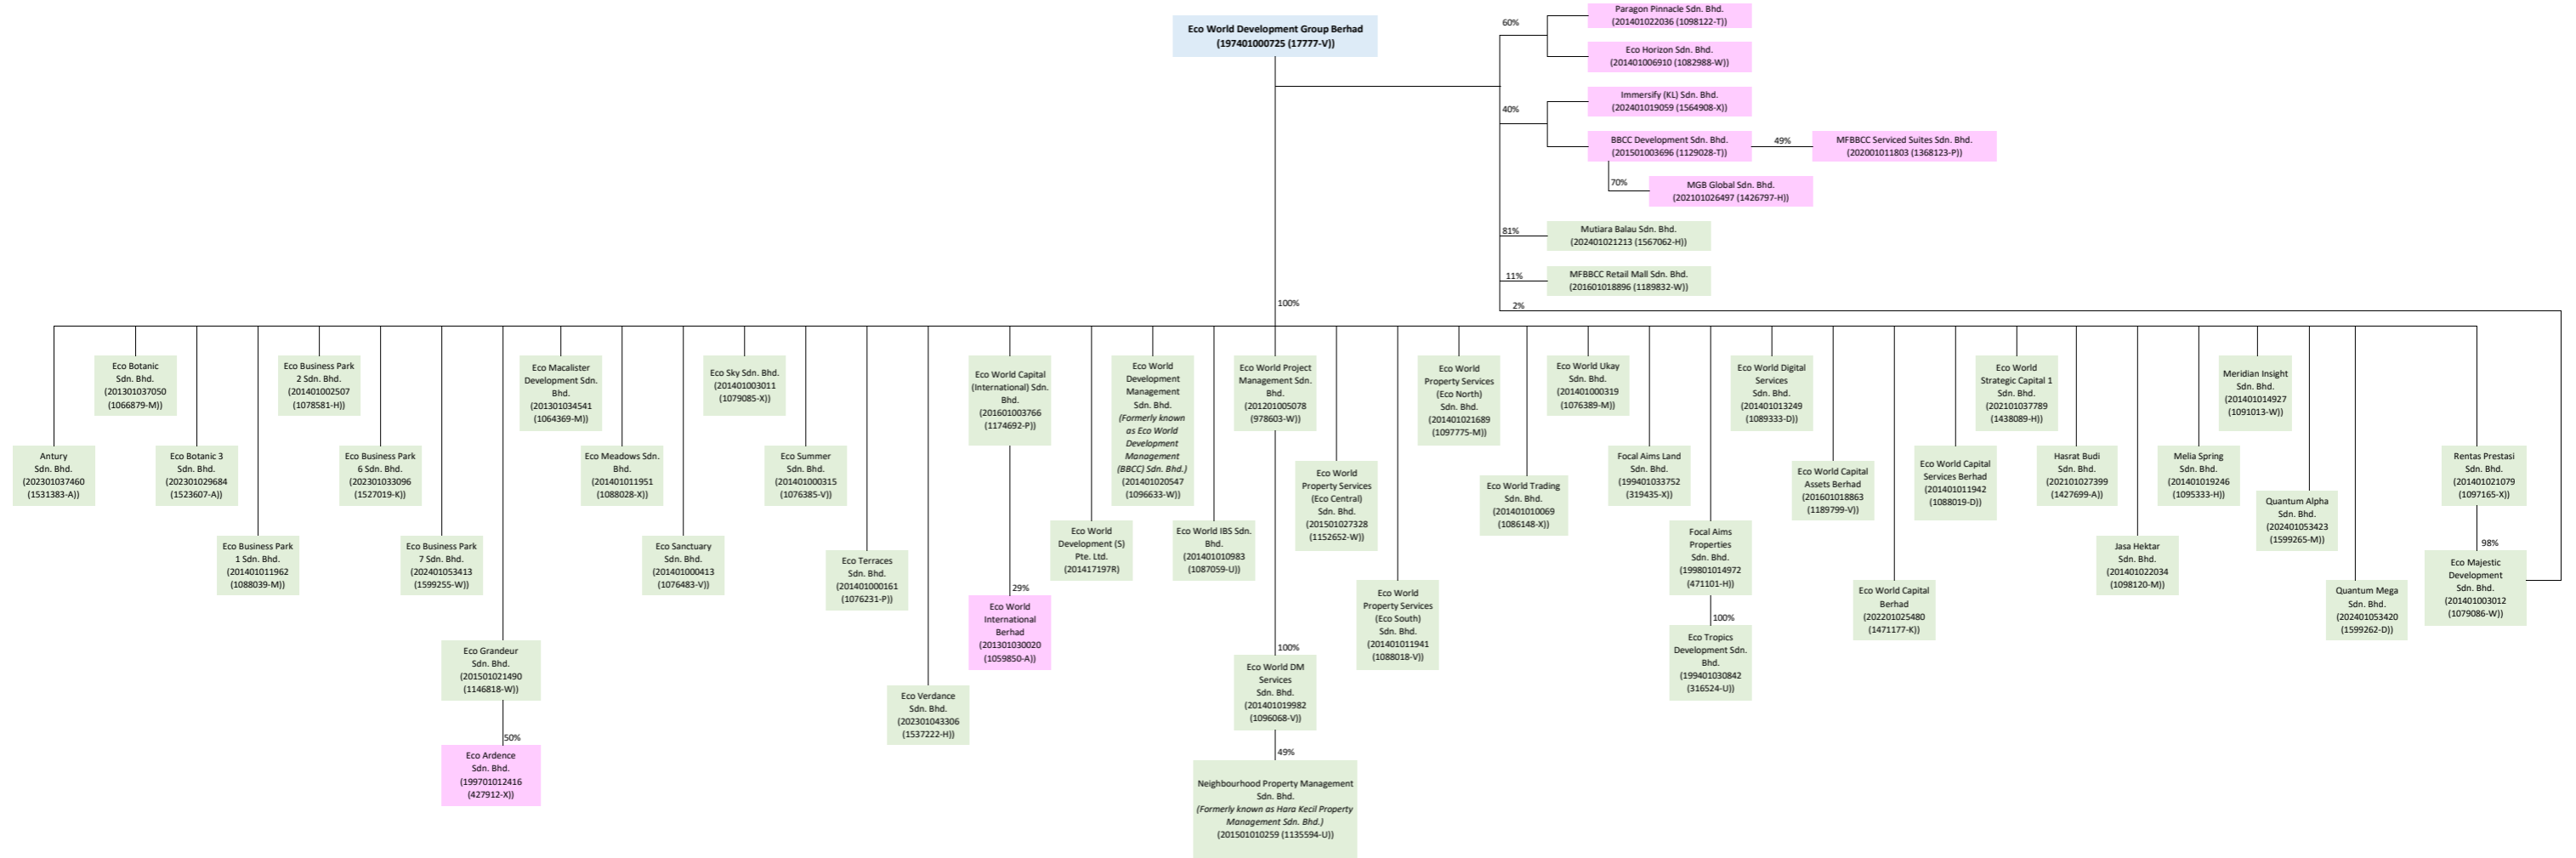 Eco World Development Group Berhad
(197401000725 (17777-V))
60%
Paragon Pinnacle Sdn. Bhd.
(201401022036 (1098122-T))
Eco Horizon Sdn. Bhd.
(201401006910 (1082988-W))
40%
Immersify (KL) Sdn. Bhd.
(202401019059 (1564908-X))
BBCC Development Sdn. Bhd.
(201501003696 (1129028-T))
49%
MFBBCC Serviced Suites Sdn. Bhd.
(202001011803 (1368123-P))
70%
MGB Global Sdn. Bhd.
(202101026497 (1426797-H))
81%
Mutiara Balau Sdn. Bhd.
(202401021213 (1567062-H))
11%
MFBBCC Retail Mall Sdn. Bhd.
(201601018896 (1189832-W))
2%
100%
Antury
Sdn. Bhd.
(202301037460
(1531383-A))
Eco Botanic
Sdn. Bhd.
(201301037050
(1066879-M))
Eco Botanic 3
Sdn. Bhd.
(202301029684
(1523607-A))
Eco Business Park
1 Sdn. Bhd.
(201401011962
(1088039-M))
Eco Business Park
2 Sdn. Bhd.
(201401002507
(1078581-H))
Eco Business Park
6 Sdn. Bhd.
(202301033096
(1527019-K))
Eco Business Park
7 Sdn. Bhd.
(202401053413
(1599255-W))
Eco Grandeur
Sdn. Bhd.
(201501021490
(1146818-W))
50%
Eco Ardence
Sdn. Bhd.
(199701012416
(427912-X))
Eco Macalister
Development Sdn.
Bhd.
(201301034541
(1064369-M))
Eco Meadows Sdn.
Bhd.
(201401011951
(1088028-X))
Eco Sanctuary
Sdn. Bhd.
(201401000413
(1076483-V))
Eco Sky Sdn. Bhd.
(201401003011
(1079085-X))
Eco Summer
Sdn. Bhd.
(201401000315
(1076385-V))
Eco Terraces
Sdn. Bhd.
(201401000161
(1076231-P))
Eco Verdance
Sdn. Bhd.
(202301043306
(1537222-H))
Eco World Capital
(International) Sdn.
Bhd.
(201601003766
(1174692-P))
29%
Eco World
International
Berhad
(201301030020
(1059850-A))
Eco World
Development (S)
Pte. Ltd.
(201417197R)
Eco World
Development
Management
Sdn. Bhd.
(Formerly known
as Eco World
Development
Management
(BBCC) Sdn. Bhd.)
(201401020547
(1096633-W))
Eco World IBS Sdn.
Bhd.
(201401010983
(1087059-U))
Eco World Project
Management Sdn.
Bhd.
(201201005078
(978603-W))
100%
Eco World DM
Services
Sdn. Bhd.
(201401019982
(1096068-V))
49%
Neighbourhood Property Management
Sdn. Bhd.
(Formerly known as Hara Kecil Property
Management Sdn. Bhd.)
(201501010259 (1135594-U))
Eco World
Property Services
(Eco Central)
Sdn. Bhd.
(201501027328
(1152652-W))
Eco World
Property Services
(Eco South)
Sdn. Bhd.
(201401011941
(1088018-V))
Eco World
Property Services
(Eco North)
Sdn. Bhd.
(201401021689
(1097775-M))
Eco World Trading
Sdn. Bhd.
(201401010069
(1086148-X))
Eco World Ukay
Sdn. Bhd.
(201401000319
(1076389-M))
Focal Aims Land
Sdn. Bhd.
(199401033752
(319435-X))
Focal Aims
Properties
Sdn. Bhd.
(199801014972
(471101-H))
100%
Eco Tropics
Development Sdn.
Bhd.
(199401030842
(316524-U))
Eco World Digital
Services
Sdn. Bhd.
(201401013249
(1089333-D))
Eco World Capital
Assets Berhad
(201601018863
(1189799-V))
Eco World Capital
Berhad
(202201025480
(1471177-K))
Eco World Capital
Services Berhad
(201401011942
(1088019-D))
Eco World
Strategic Capital 1
Sdn. Bhd.
(202101037789
(1438089-H))
Hasrat Budi
Sdn. Bhd.
(202101027399
(1427699-A))
Jasa Hektar
Sdn. Bhd.
(201401022034
(1098120-M))
Melia Spring
Sdn. Bhd.
(201401019246
(1095333-H))
Meridian Insight
Sdn. Bhd.
(201401014927
(1091013-W))
Quantum Alpha
Sdn. Bhd.
(202401053423
(1599265-M))
Quantum Mega
Sdn. Bhd.
(202401053420
(1599262-D))
Rentas Prestasi
Sdn. Bhd.
(201401021079
(1097165-X))
98%
Eco Majestic
Development
Sdn. Bhd.
(201401003012
(1079086-W))